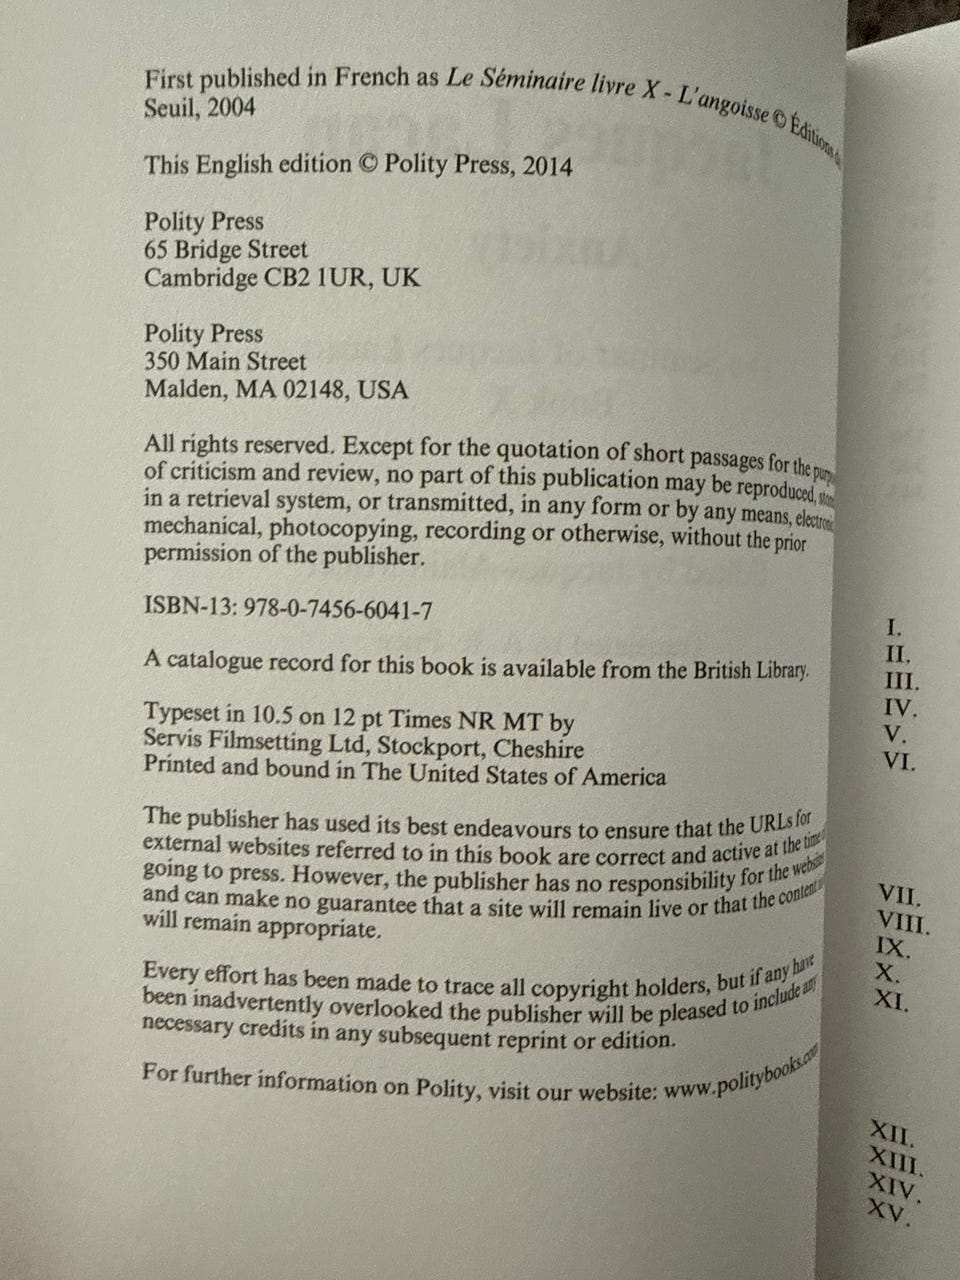 First published in French as Le Séminaire livre X - L'angoisse © Éditions du
Seuil, 2004
This English edition © Polity Press, 2014
Polity Press
65 Bridge Street
Cambridge CB2 1UR, UK
Polity Press
350 Main Street
Malden, MA 02148, USA
All rights reserved. Except for the quotation of short passages for the
of criticism and review, no part of this publication may be reproduced,
in a retrieval system, or transmitted, in any form or by any means,
mechanical, photocopying, recording or otherwise, without the prior
permission of the publisher.
ISBN-13: 978-0-7456-6041-7
A catalogue record for this book is available from the British Library.
Typeset in 10.5 on 12 pt Times NR MT by
Servis Filmsetting Ltd, Stockport, Cheshire
Printed and bound in The United States of America
The publisher has used its best endeavours to ensure that the URLs for
external websites referred to in this book are correct and active at the time
going to press. However, the publisher has no responsibility for the websites
and can make no guarantee that a site will remain live or that the content
will remain appropriate.
Every effort has been made to trace all copyright holders, but if any have
been inadvertently overlooked the publisher will be pleased to include any
necessary credits in any subsequent reprint or edition.
For further information on Polity, visit our website: www.politybooks.com
I.
II.
III.
IV.
V.
VI.
VII.
VIII.
IX.
X.
XI.
XII.
XIII.
XIV.
XV.